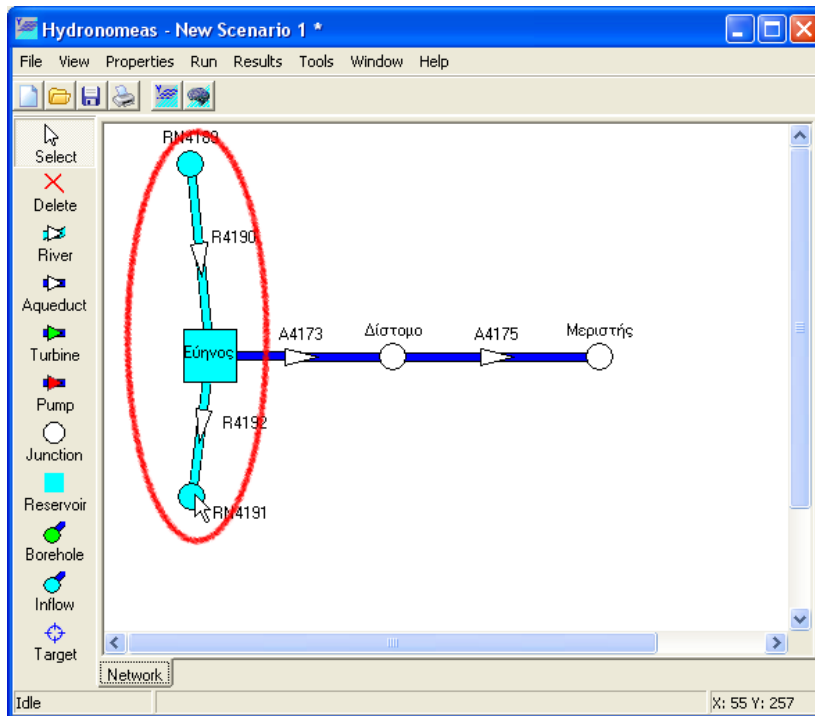 Hydronomeas - New Scenario 1 *
File View Properties Run Results Tools Window Help
Select
Delete
River
Aqueduct
Turbine
Pump
Junction
Reservoir
Borehole
Inflow
Target
RN4189
R4190
Εύηνος
A4173
Δίστομο
A4175
Μεριστής
R4192
RN4191
Network
Idle
X: 55 Y: 257